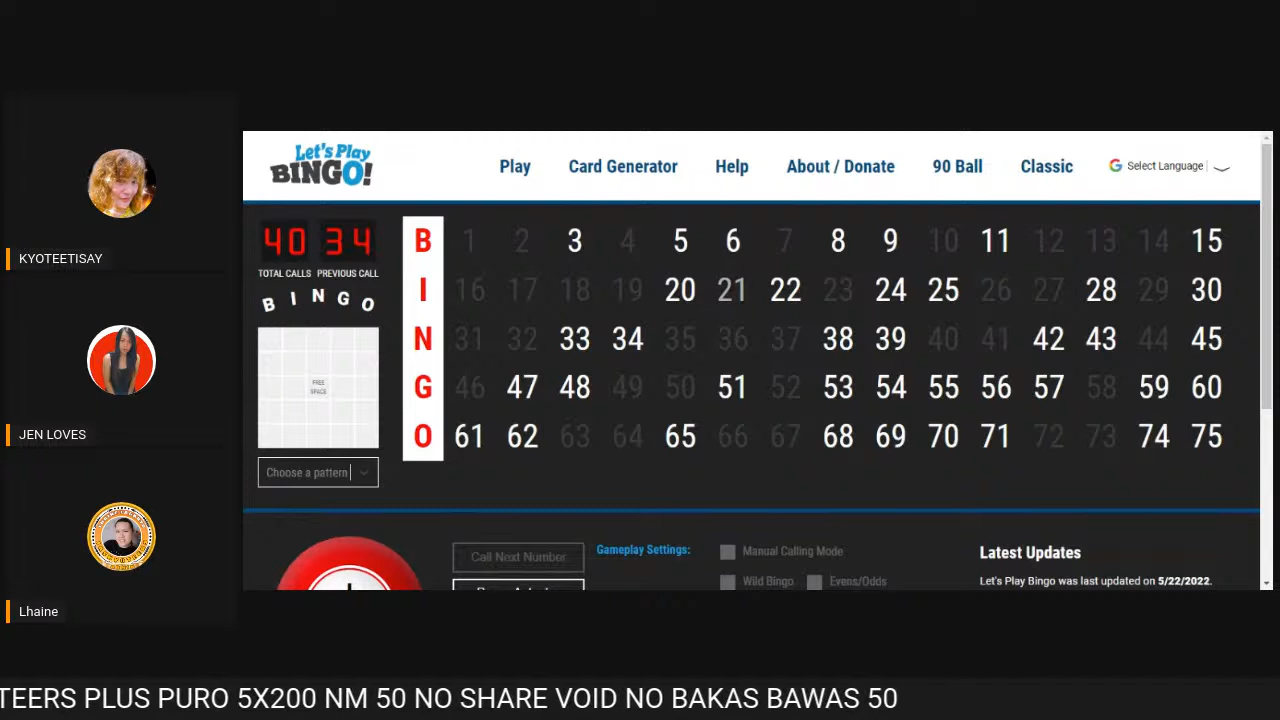 KYOTEETISAY
JEN LOVES
Lhaine
Let's Play
BINGO!
Play Card Generator Help About / Donate 90 Ball Classic Select Language
40 34
TOTAL CALLS PREVIOUS CALL
B I N G O
FREE
SPACE
Choose a pattern
B 1 2 3 4 5 6 7 8 9 10 11 12 13 14 15
I 16 17 18 19 20 21 22 23 24 25 26 27 28 29 30
N 31 32 33 34 35 36 37 38 39 40 41 42 43 44 45
G 46 47 48 49 50 51 52 53 54 55 56 57 58 59 60
O 61 62 63 64 65 66 67 68 69 70 71 72 73 74 75
Call Next Number
Gameplay Settings:
Manual Calling Mode
Wild Bingo Evens/Odds
Latest Updates
Let's Play Bingo was last updated on 5/22/2022.
TEERS PLUS PURO 5X200 NM 50 NO SHARE VOID NO BAKAS BAWAS 50